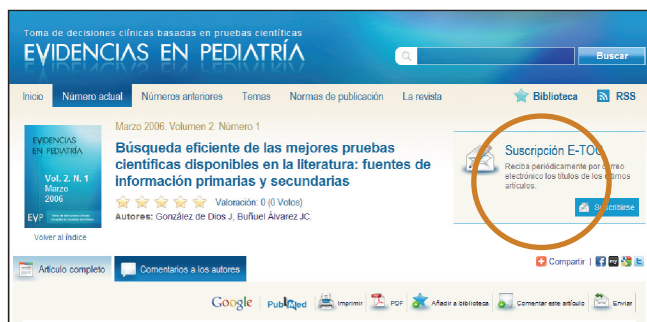 Toma de decisiones clínicas basadas en pruebas científicas
EVIDENCIAS EN PEDIATRÍA
Buscar
Inicio Número actual Números anteriores Temas Normas de publicación La revista Biblioteca RSS
Marzo 2006. Volumen 2. Número 1
Búsqueda eficiente de las mejores pruebas
científicas disponibles en la literatura: fuentes de
información primarias y secundarias
Valoración: 0 (0 Votos)
Autores: González de Dios J, Buñuel Álvarez JC.
EVIDENCIAS
EN PEDIATRÍA
Vol. 2. N. 1
Marzo
2006
EVP
Volver al índice
Suscripción E-TOC
Reciba periódicamente por correo
electrónico los títulos de los últimos
artículos.
Suscribirse
Compartir
Artículo completo Comentarios a los autores
Google PubMed Imprimir PDF Añadir a biblioteca Comentar este artículo Enviar